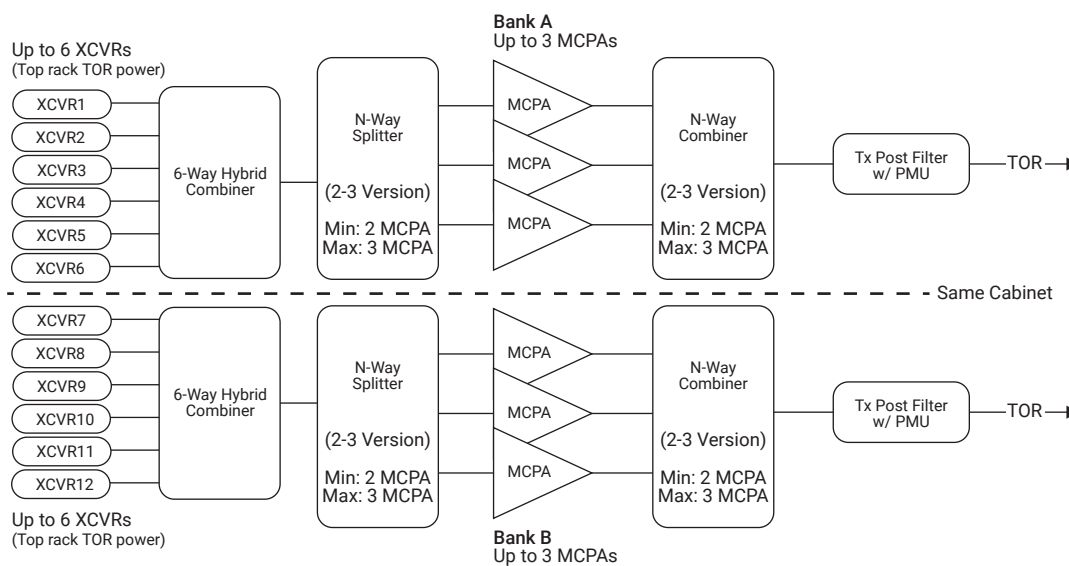 Bank A
Up to 3 MCPAs
Up to 6 XCVRs
(Top rack TOR power)
XCVR1
XCVR2
XCVR3
XCVR4
XCVR5
XCVR6
6-Way Hybrid
Combiner
N-Way
Splitter
(2-3 Version)
Min: 2 MCPA
Max: 3 MCPA
MCPA
MCPA
MCPA
N-Way
Combiner
(2-3 Version)
Min: 2 MCPA
Max: 3 MCPA
Tx Post Filter
w/ PMU
TOR
Same Cabinet
XCVR7
XCVR8
XCVR9
XCVR10
XCVR11
XCVR12
6-Way Hybrid
Combiner
N-Way
Splitter
(2-3 Version)
Min: 2 MCPA
Max: 3 MCPA
MCPA
MCPA
MCPA
N-Way
Combiner
(2-3 Version)
Min: 2 MCPA
Max: 3 MCPA
Tx Post Filter
w/ PMU
TOR
Up to 6 XCVRs
(Top rack TOR power)
Bank B
Up to 3 MCPAs